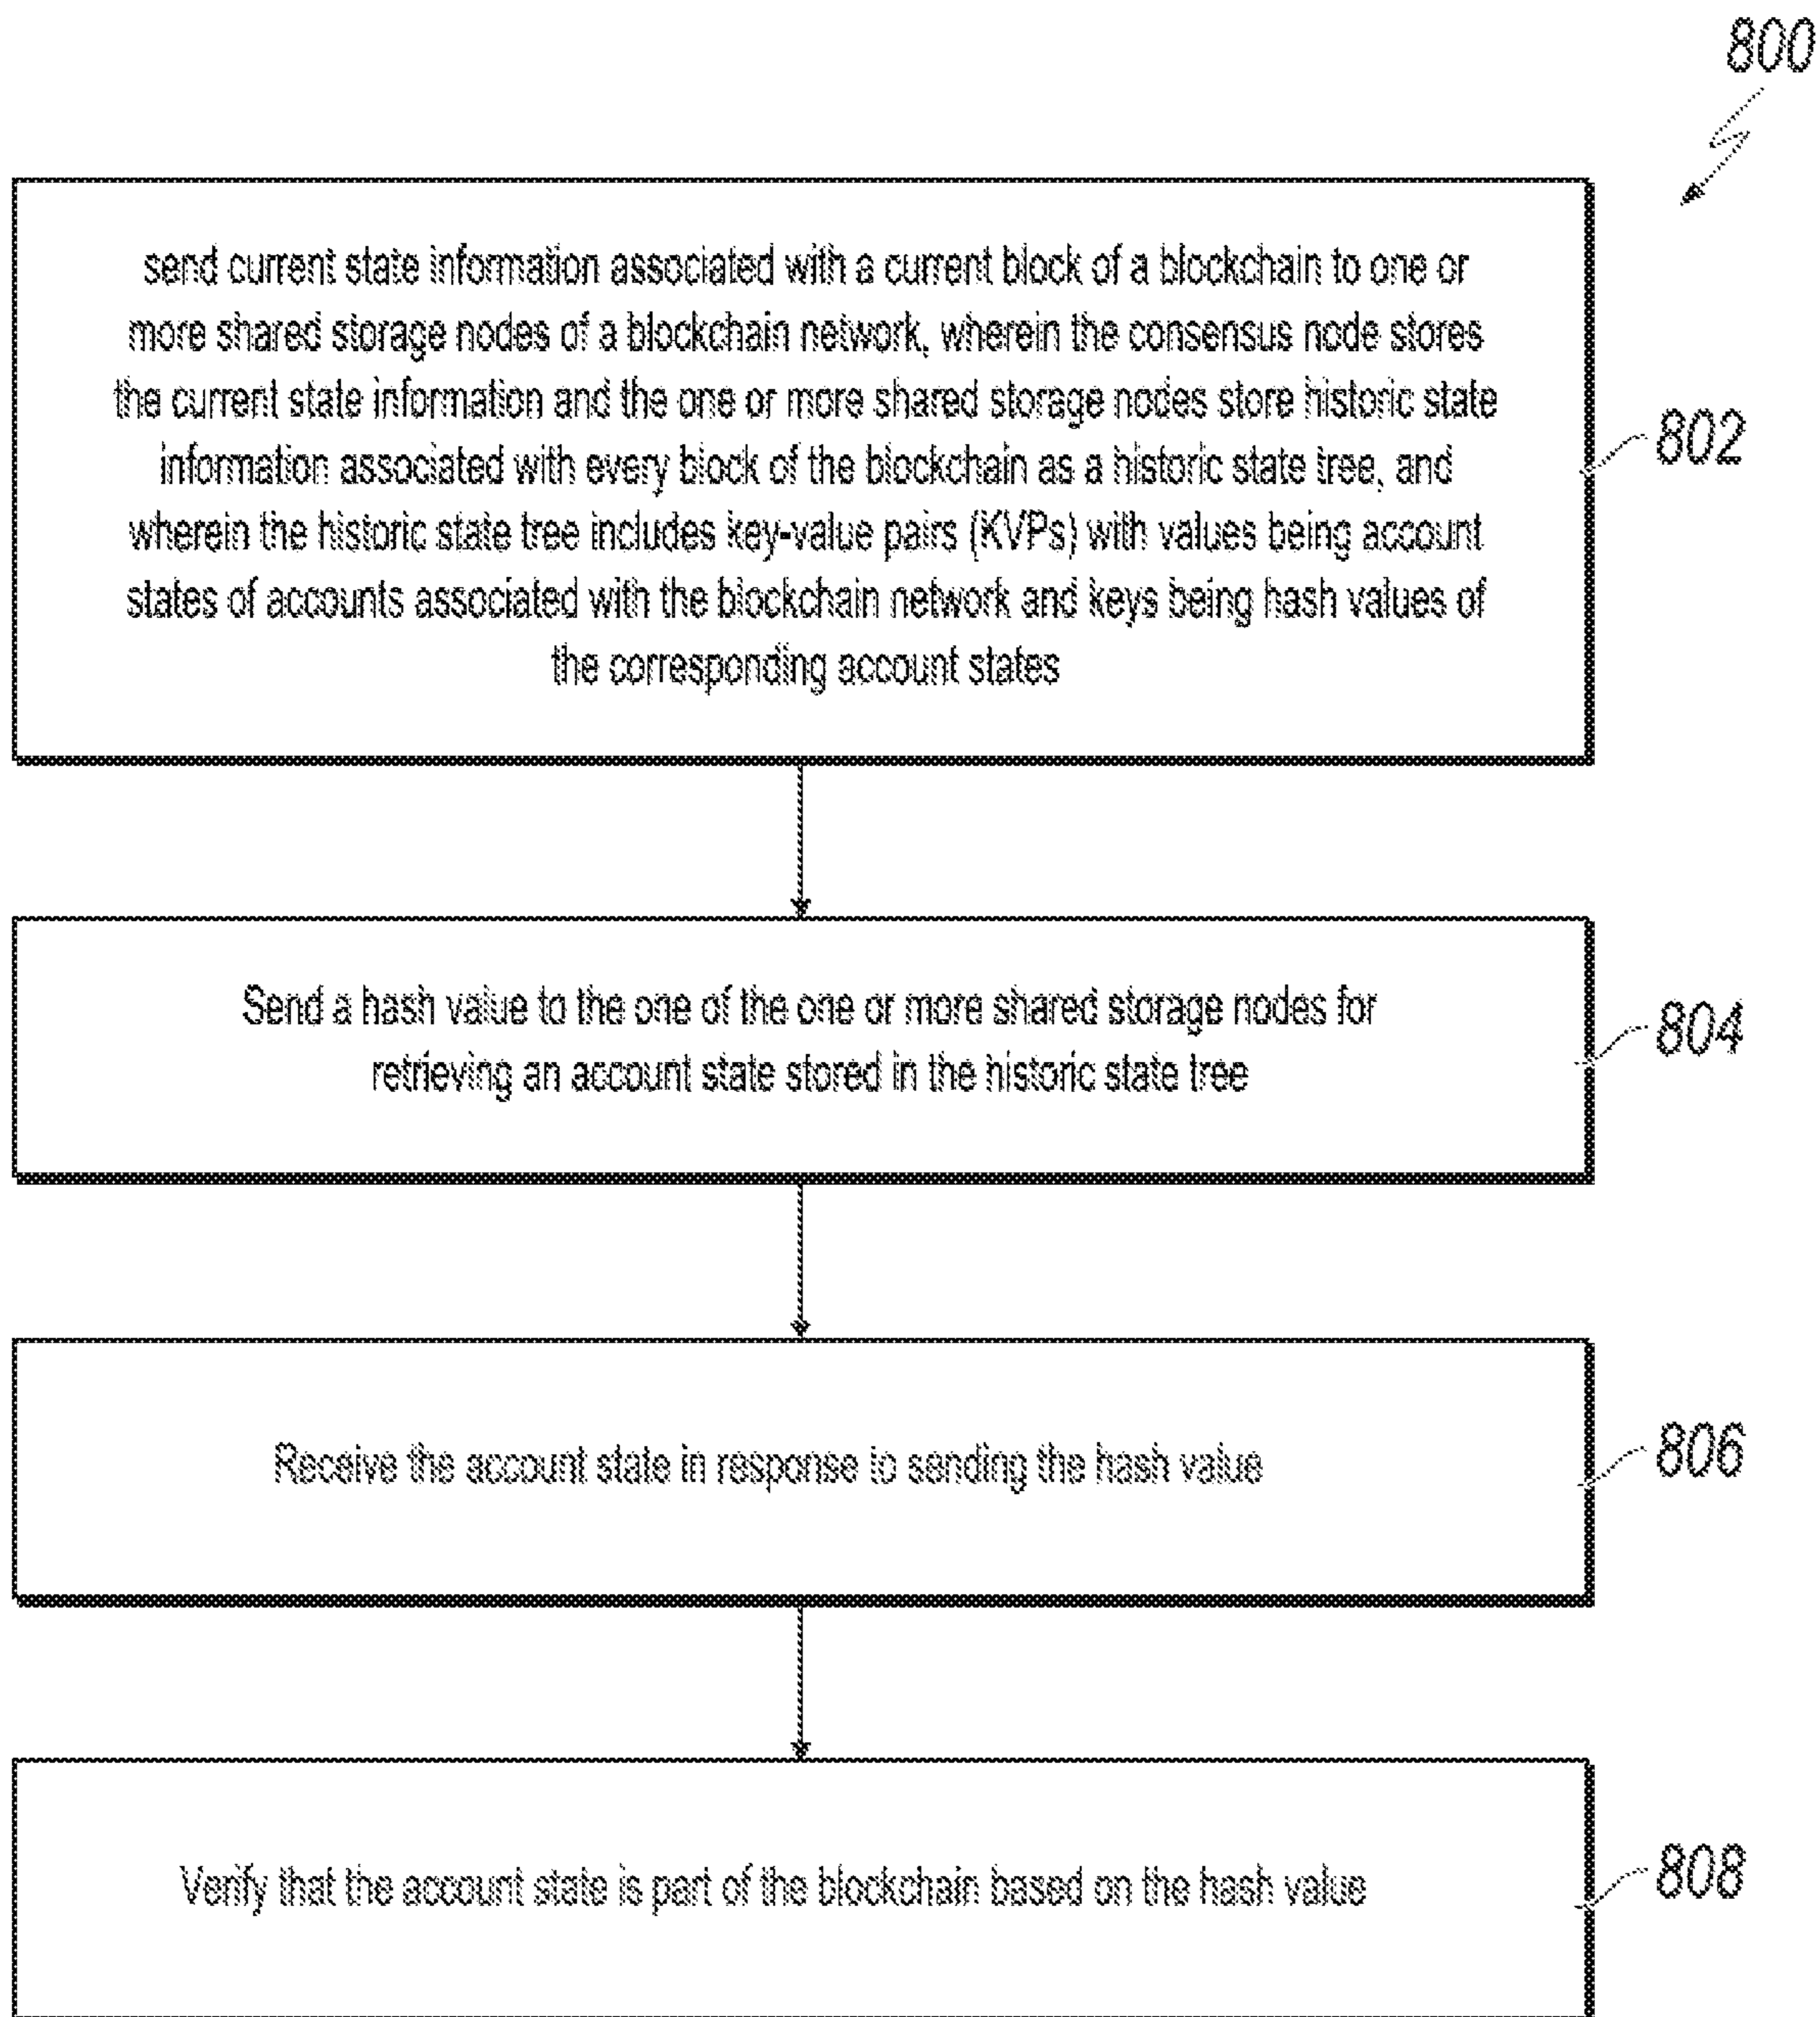 800
send current state information associated with a current block of a blockchain to one or
more shared storage nodes of a blockchain network, wherein the consensus node stores
the current state information and the one or more shared storage nodes store historic state
information associated with every block of the blockchain as a historic state tree, and
wherein the historic state tree includes key-value pairs (KVPs) with values being account
states of accounts associated with the blockchain network and keys being hash values of
the corresponding account states
802
Send a hash value to the one of the one or more shared storage nodes for
retrieving an account state stored in the historic state tree
804
Receive the account state in response to sending the hash value
806
Verify that the account state is part of the blockchain based on the hash value
808